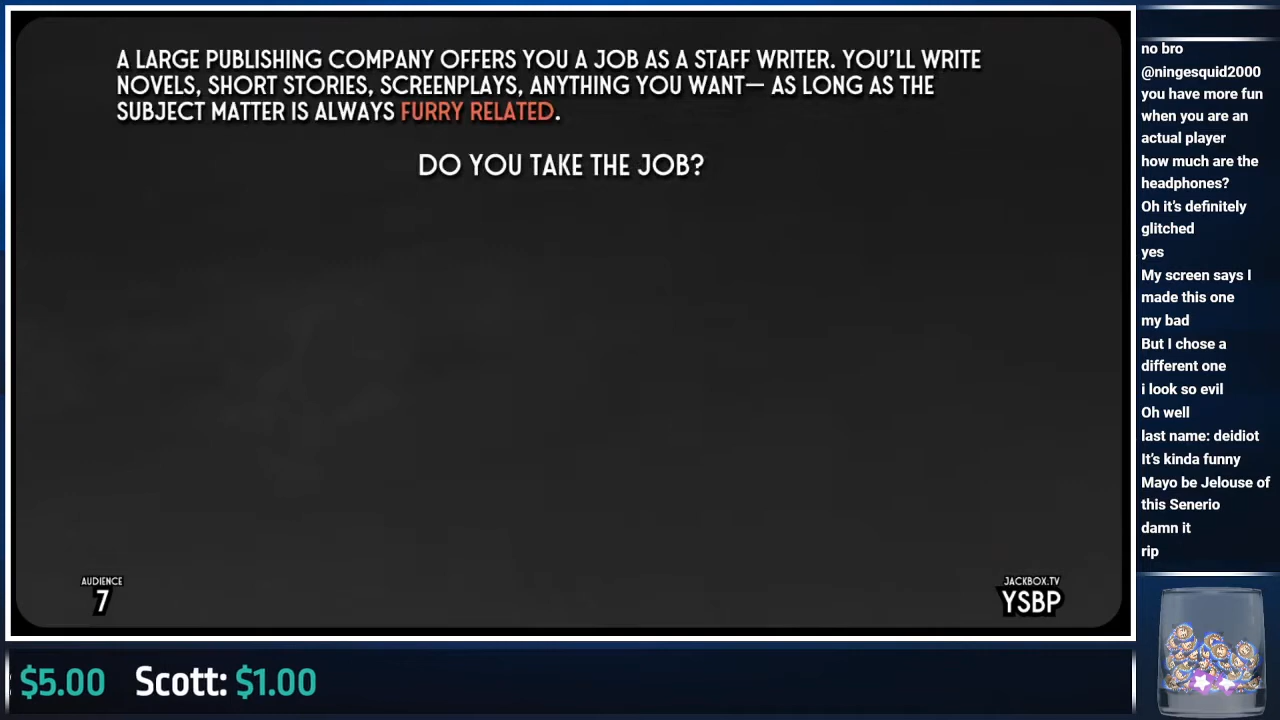 A LARGE PUBLISHING COMPANY OFFERS YOU A JOB AS A STAFF WRITER. YOU'LL WRITE
NOVELS, SHORT STORIES, SCREENPLAYS, ANYTHING YOU WANT— AS LONG AS THE
SUBJECT MATTER IS ALWAYS FURRY RELATED.
DO YOU TAKE THE JOB?
AUDIENCE
7
JACKBOX.TV
YSBP
no bro
@ningesquid2000
you have more fun
when you are an
actual player
how much are the
headphones?
Oh it's definitely
glitched
yes
My screen says I
made this one
my bad
But I chose a
different one
i look so evil
Oh well
last name: deidiot
It's kinda funny
Mayo be Jelouse of
this Senerio
damn it
rip
: $5.00 Scott: $1.00